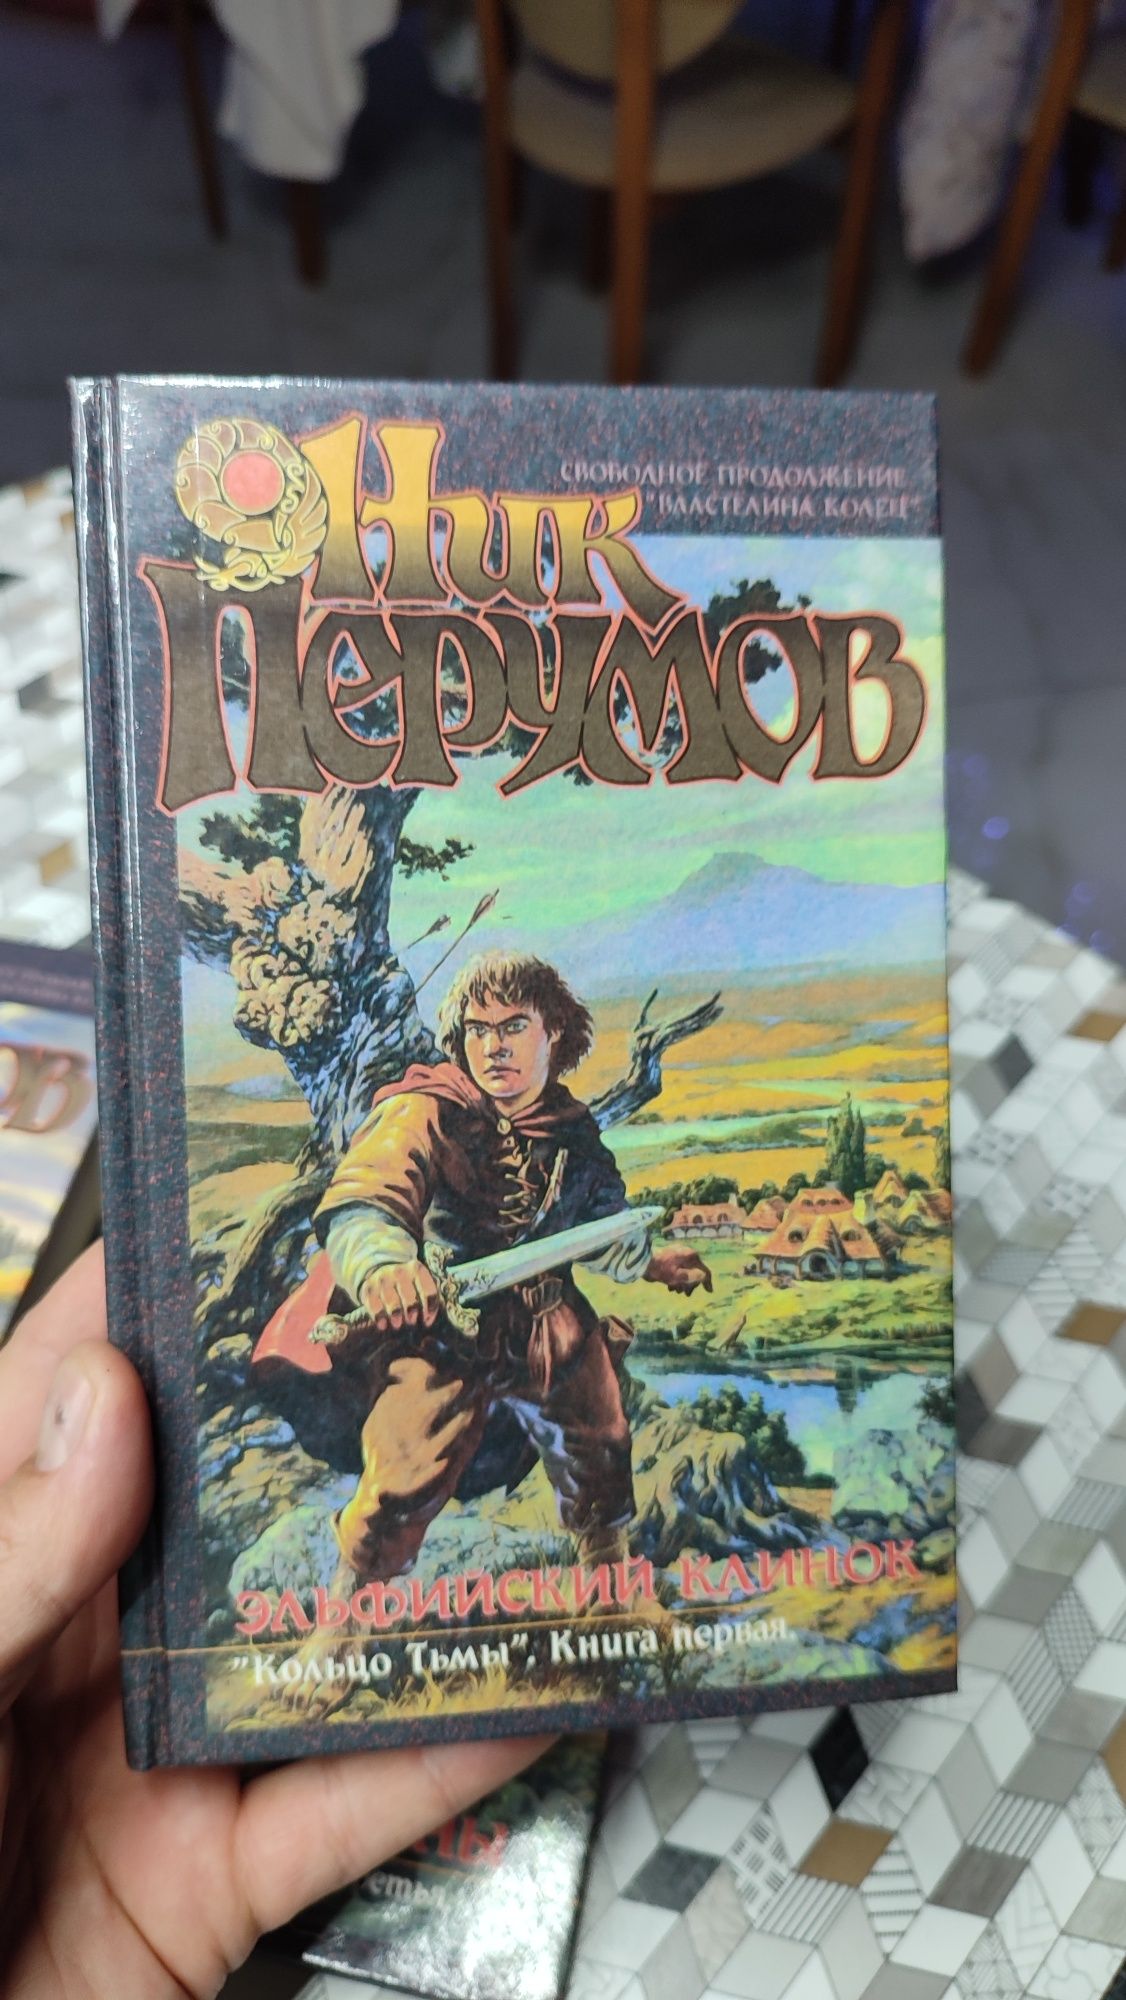 СВОБОДНОЕ ПРОДОЛЖЕНИЕ
"ВЛАСТЕЛИНА КОЛЕЦ"
Ник
Перумов
ЭЛЬФИЙСКИЙ КЛИНОК
"Кольцо Тьмы". Книга первая.